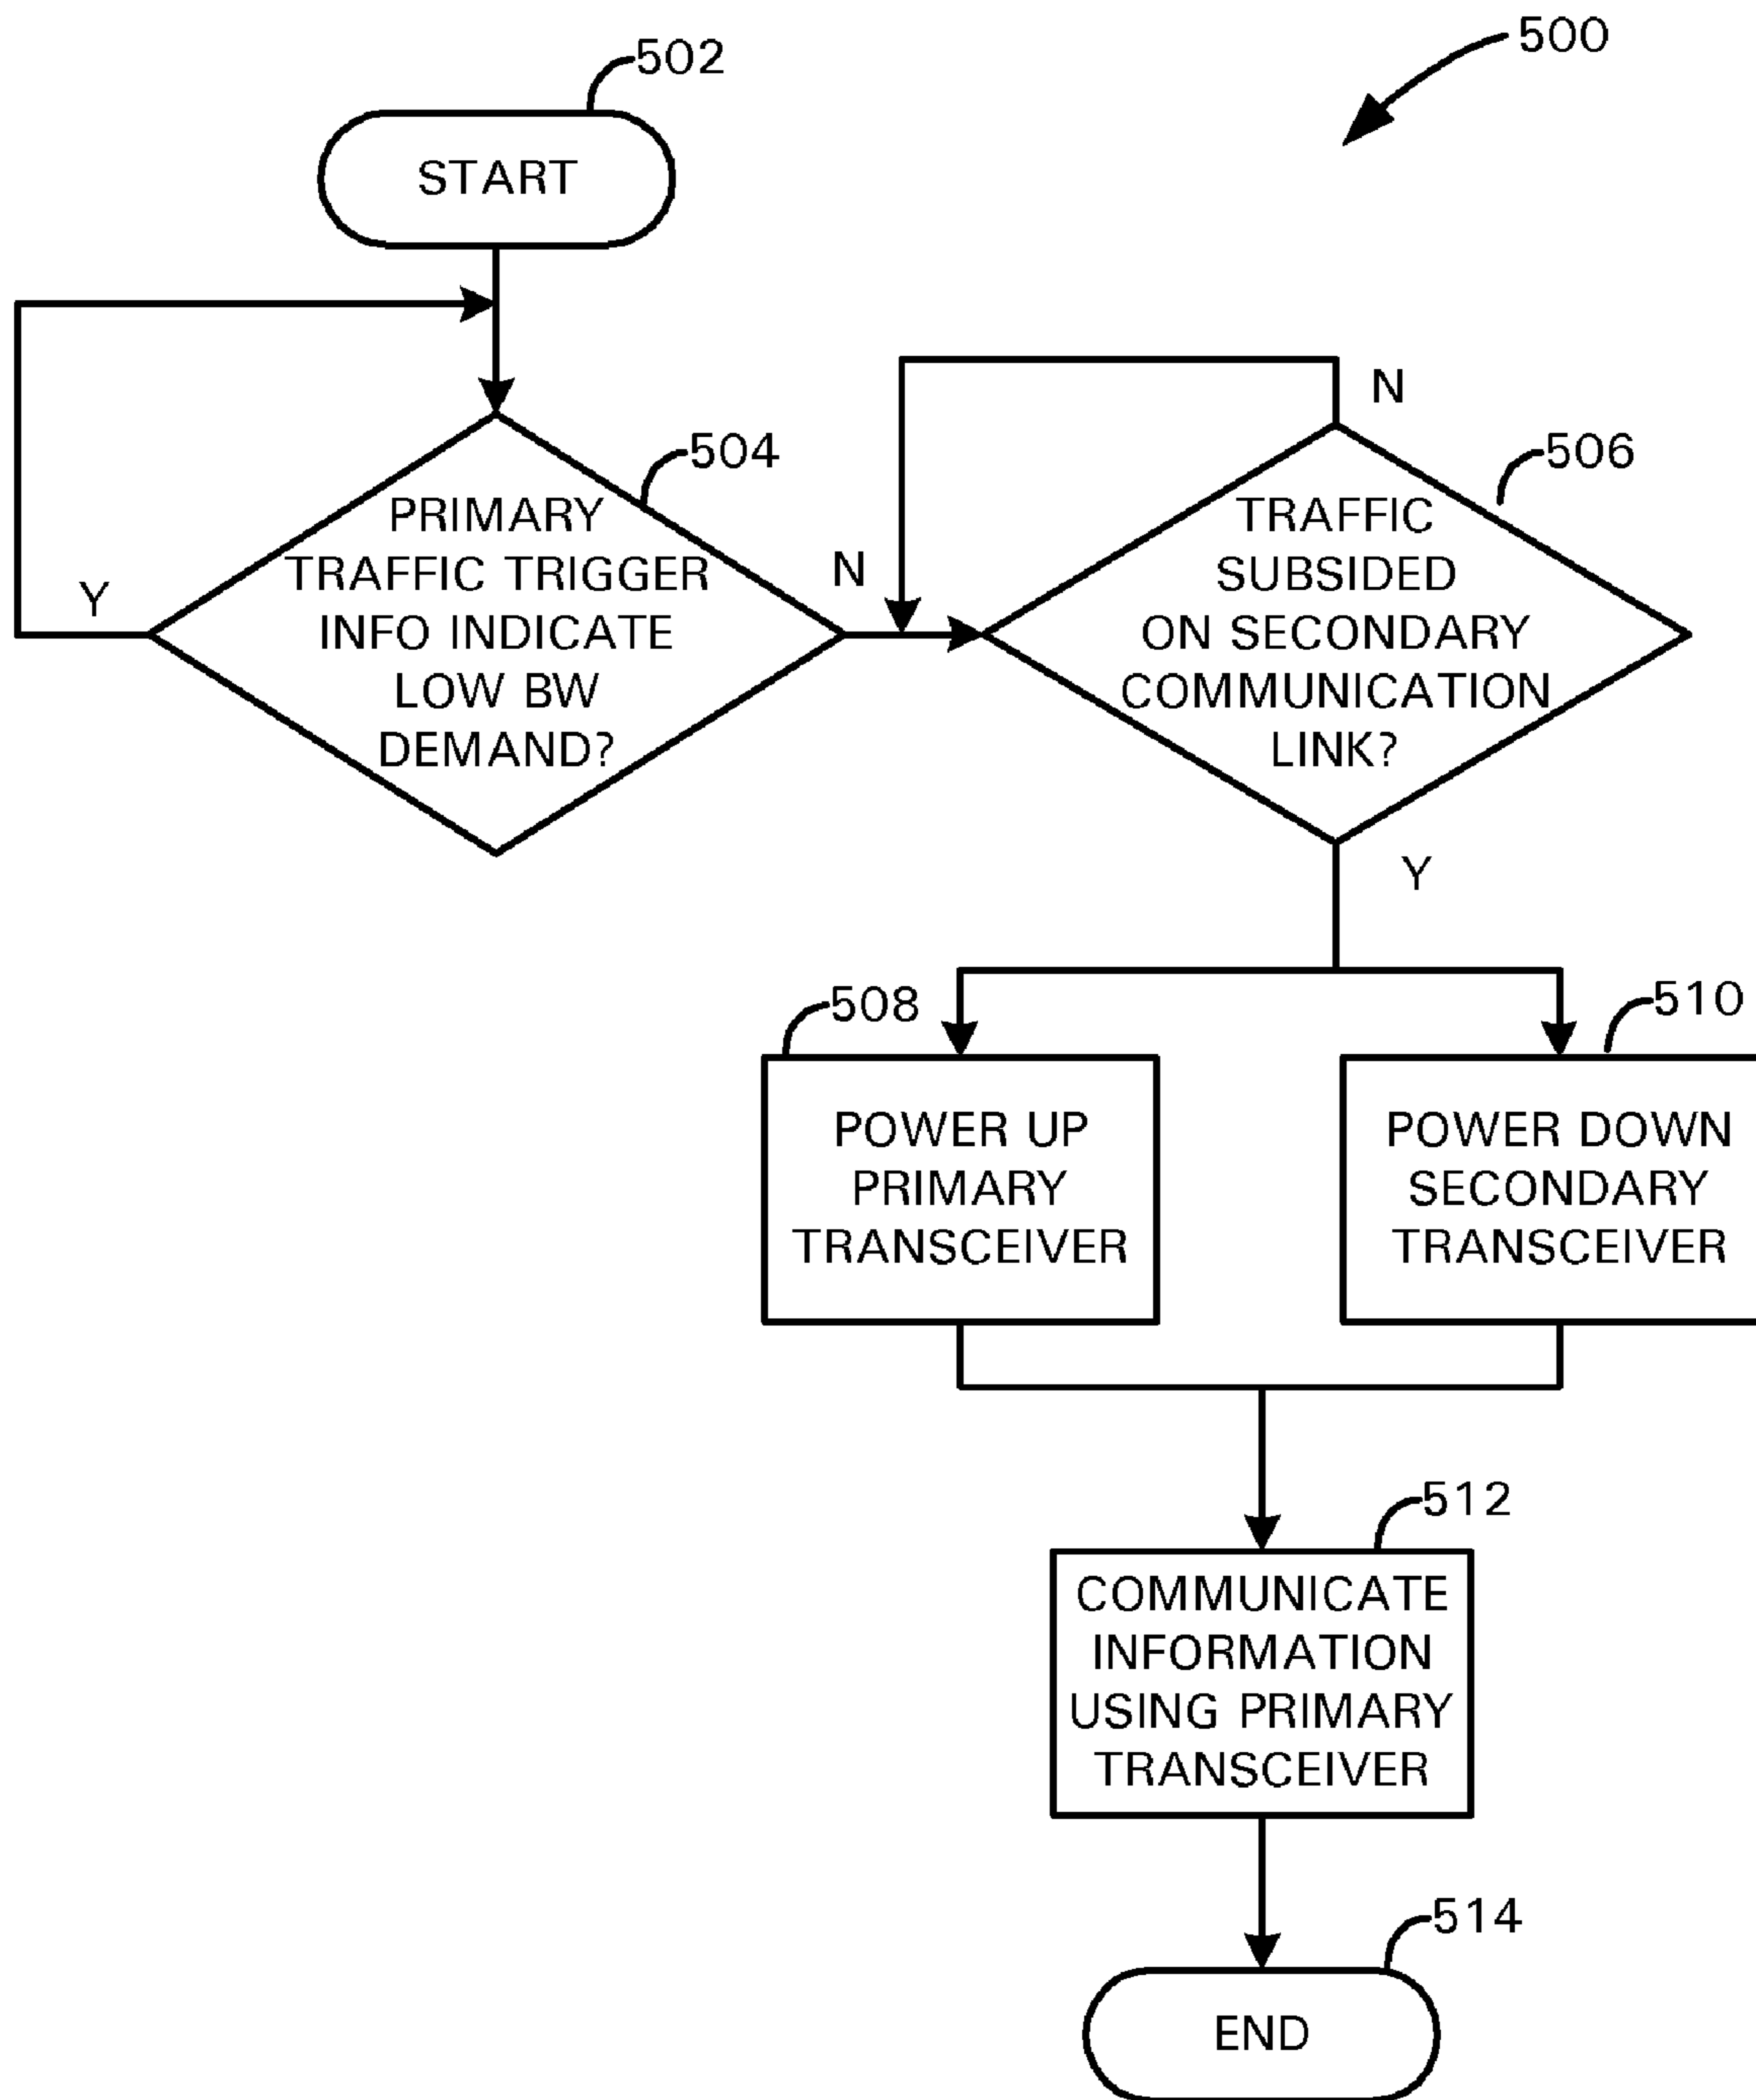 500
502
START
504
PRIMARY
TRAFFIC TRIGGER
INFO INDICATE
LOW BW
DEMAND?
Y
N
506
TRAFFIC
SUBSIDED
ON SECONDARY
COMMUNICATION
LINK?
N
Y
508
POWER UP
PRIMARY
TRANSCEIVER
510
POWER DOWN
SECONDARY
TRANSCEIVER
512
COMMUNICATE
INFORMATION
USING PRIMARY
TRANSCEIVER
514
END